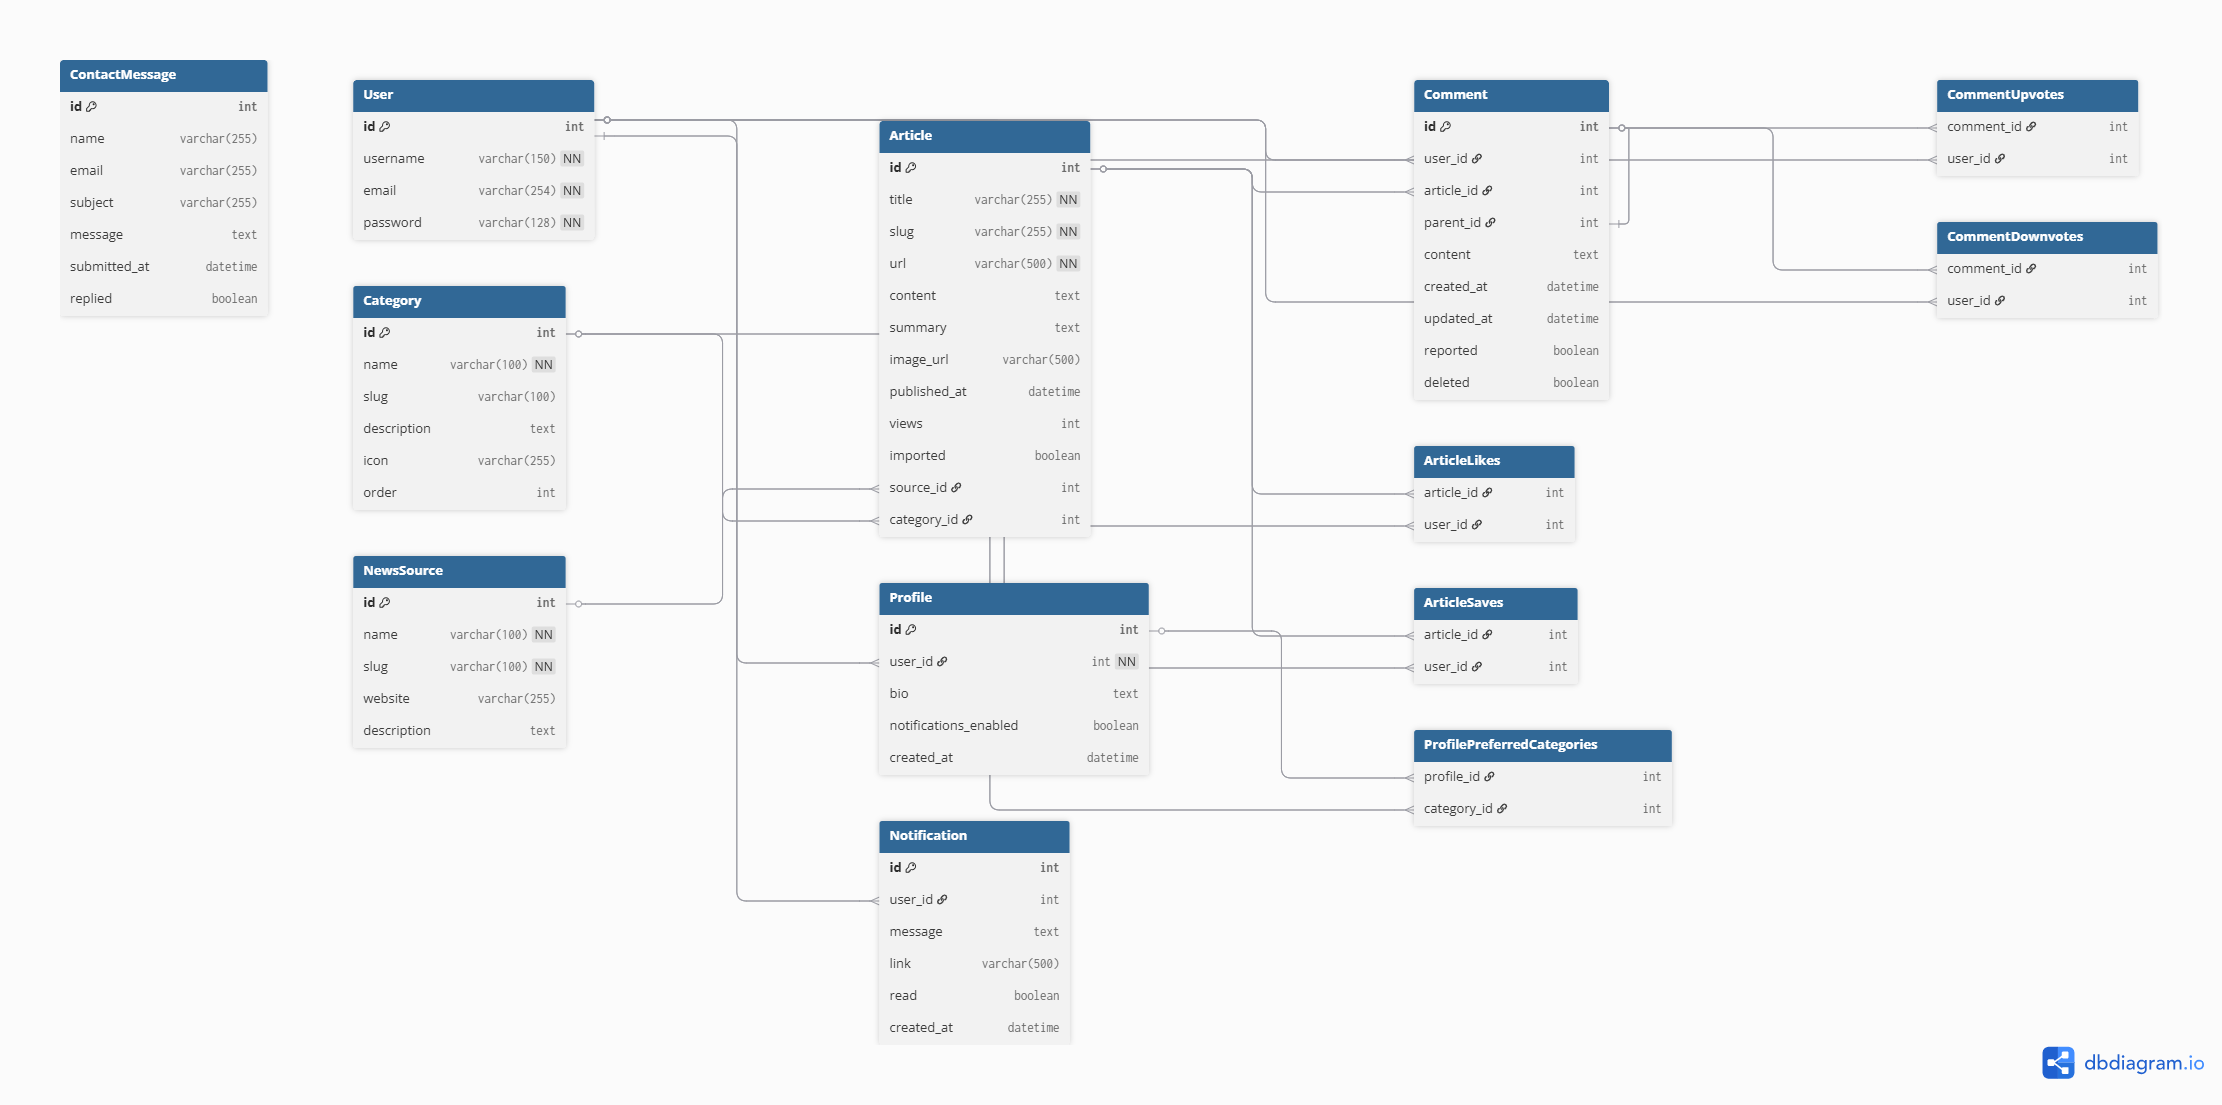 ContactMessage
id int
name varchar(255)
email varchar(255)
subject varchar(255)
message text
submitted_at datetime
replied boolean
User
id int
username varchar(150) NN
email varchar(254) NN
password varchar(128) NN
Category
id int
name varchar(100) NN
slug varchar(100)
description text
icon varchar(255)
order int
NewsSource
id int
name varchar(100) NN
slug varchar(100) NN
website varchar(255)
description text
Article
id int
title varchar(255) NN
slug varchar(255) NN
url varchar(500) NN
content text
summary text
image_url varchar(500)
published_at datetime
views int
imported boolean
source_id int
category_id int
Profile
id int
user_id int NN
bio text
notifications_enabled boolean
created_at datetime
Notification
id int
user_id int
message text
link varchar(500)
read boolean
created_at datetime
Comment
id int
user_id int
article_id int
parent_id int
content text
created_at datetime
updated_at datetime
reported boolean
deleted boolean
ArticleLikes
article_id int
user_id int
ArticleSaves
article_id int
user_id int
ProfilePreferredCategories
profile_id int
category_id int
CommentUpvotes
comment_id int
user_id int
CommentDownvotes
comment_id int
user_id int
dbdiagram.io